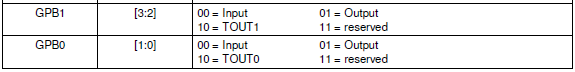 GPB1 [3:2] 00 = Input 01 = Output
10 = TOUT1 11 = reserved
GPB0 [1:0] 00 = Input 01 = Output
10 = TOUT0 11 = reserved